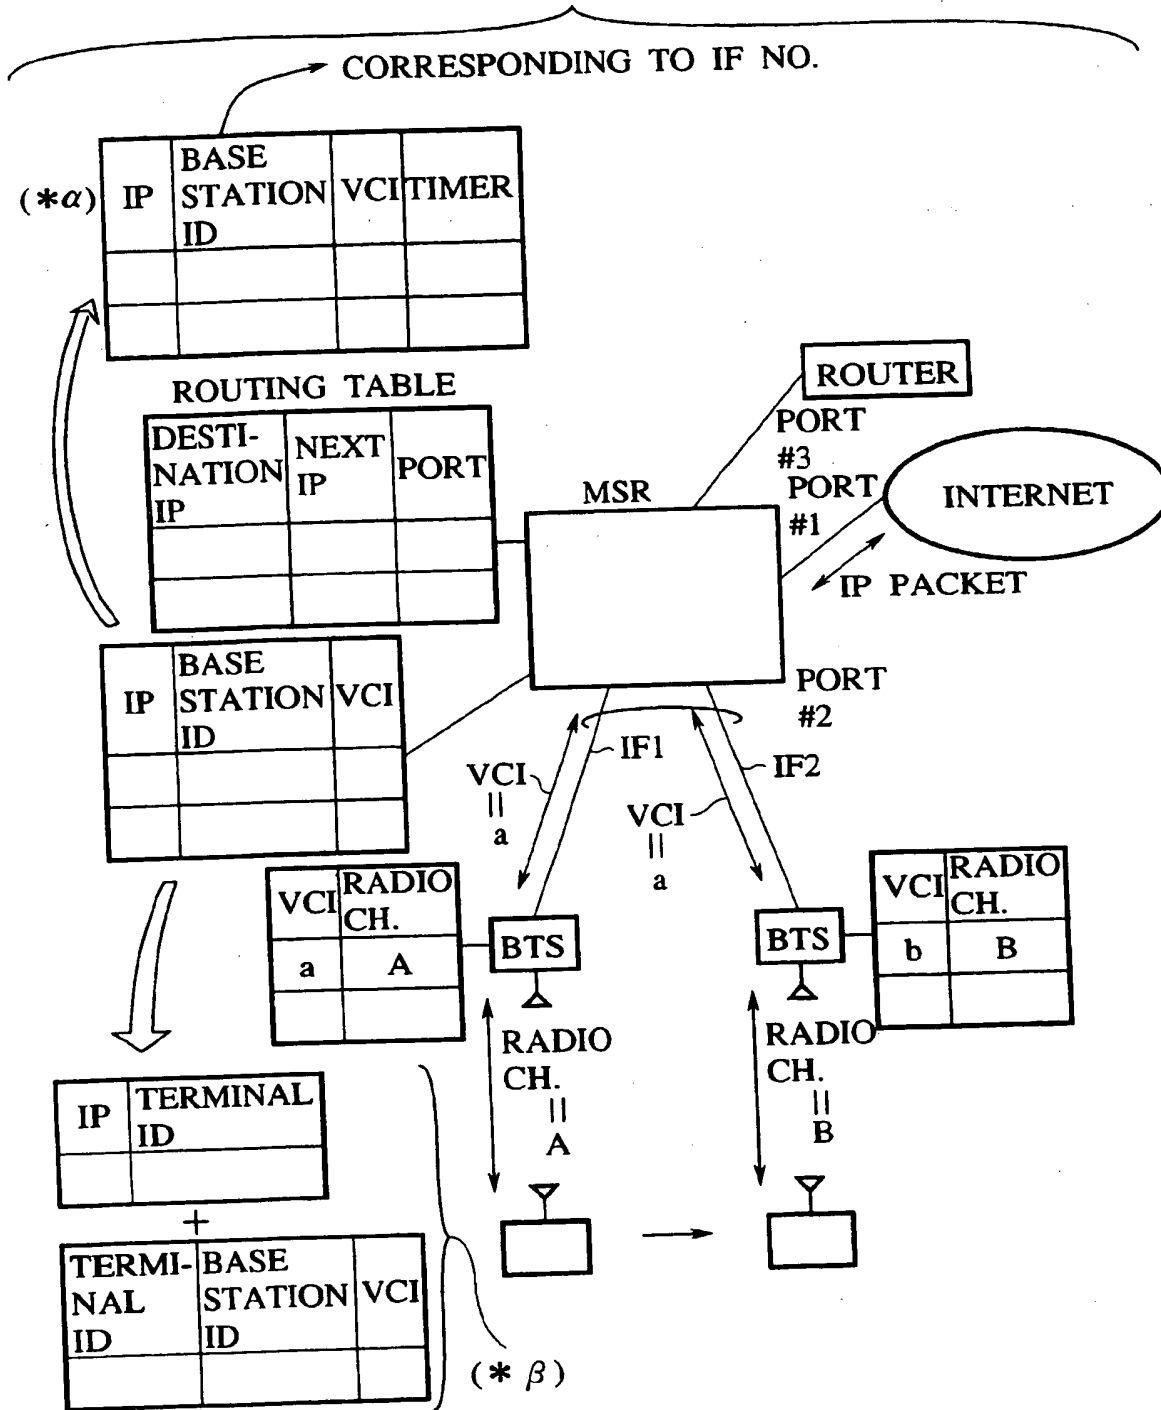 CORRESPONDING TO IF NO.
(*α)
IP
BASE
STATION
ID
VCI
TIMER
ROUTING TABLE
DESTI-
NATION
IP
NEXT
IP
PORT
ROUTER
PORT
#3
PORT
#1
INTERNET
IP PACKET
MSR
PORT
#2
IP
BASE
STATION
ID
VCI
IF1
IF2
VCI
=
a
VCI
=
a
VCI
RADIO
CH.
a
A
BTS
BTS
VCI
RADIO
CH.
b
B
RADIO
CH.
=
A
RADIO
CH.
=
B
IP
TERMINAL
ID
+
TERMI-
NAL
ID
BASE
STATION
ID
VCI
(* β)